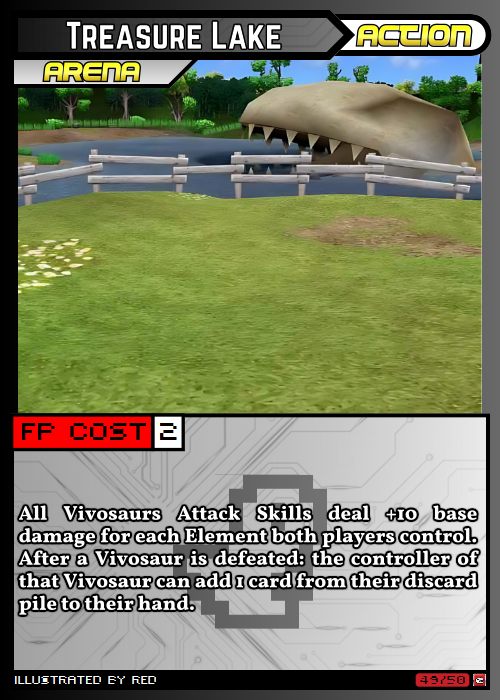 Treasure Lake
ACTION
ARENA
FP COST 2
All Vivosaurs Attack Skills deal +10 base
damage for each Element both players control.
After a Vivosaur is defeated: the controller of
that Vivosaur can add 1 card from their discard
pile to their hand.
ILLUSTRATED BY RED
49/50